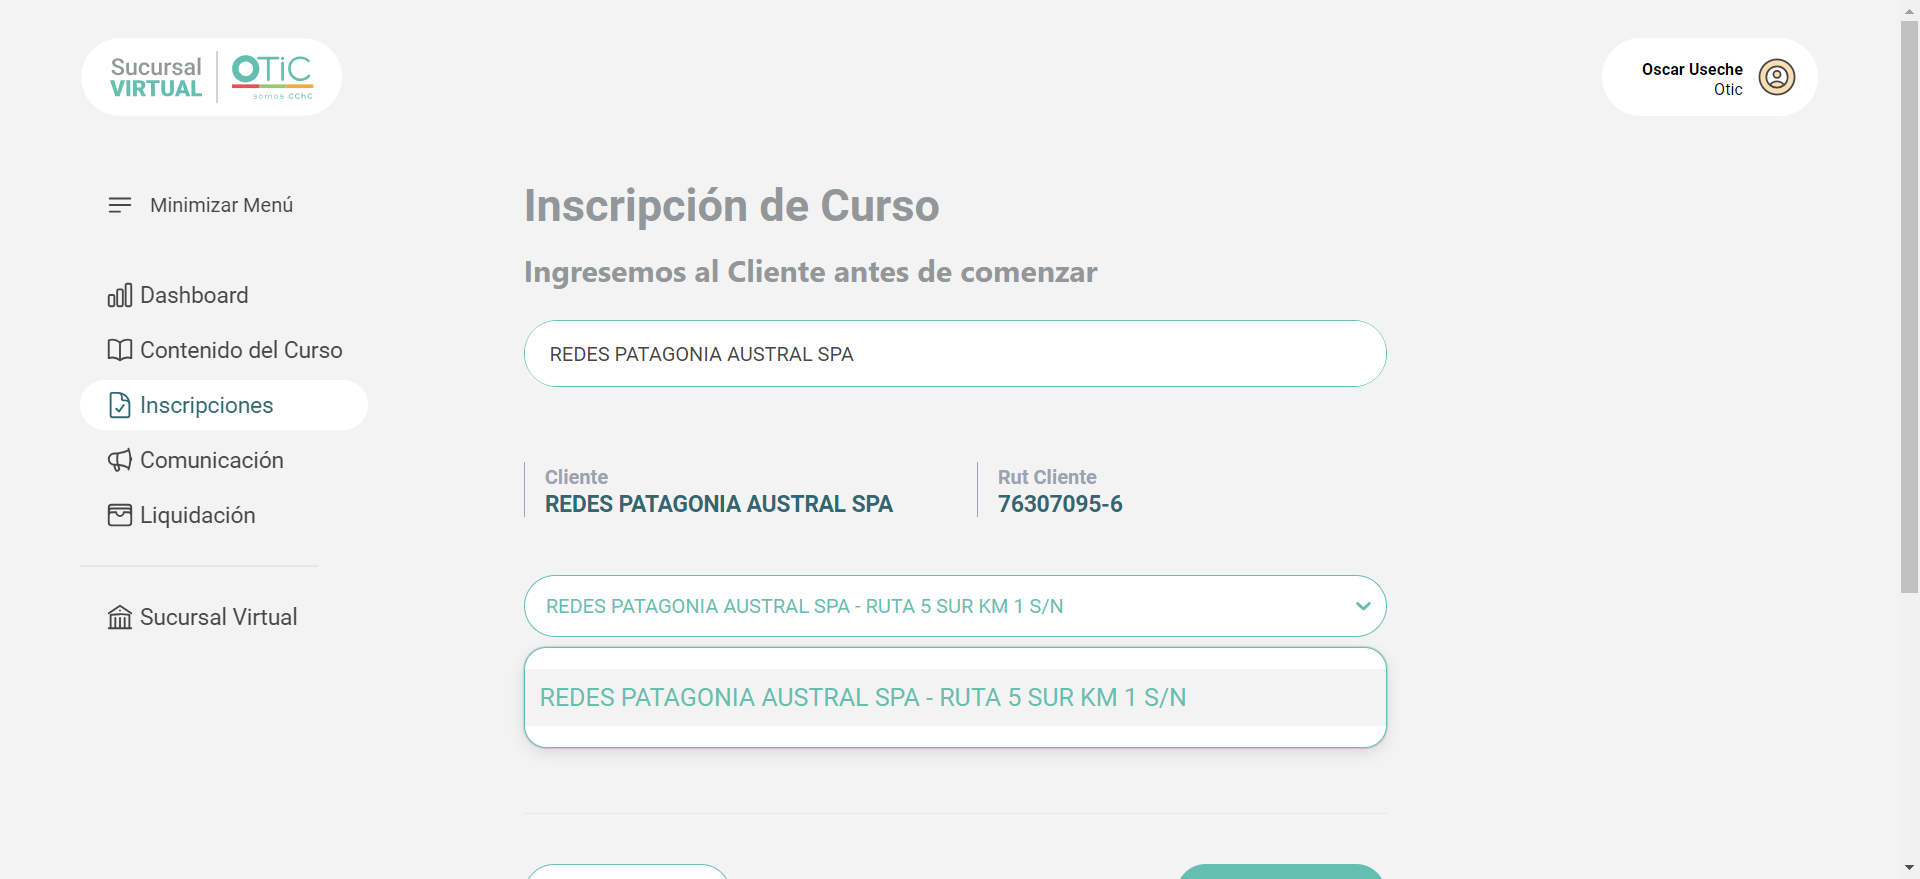 Sucursal
VIRTUAL
OTiC
somos CChC
Oscar Useche
Otic
Minimizar Menú
Dashboard
Contenido del Curso
Inscripciones
Comunicación
Liquidación
Sucursal Virtual
Inscripción de Curso
Ingresemos al Cliente antes de comenzar
REDES PATAGONIA AUSTRAL SPA
Cliente
REDES PATAGONIA AUSTRAL SPA
Rut Cliente
76307095-6
REDES PATAGONIA AUSTRAL SPA - RUTA 5 SUR KM 1 S/N
REDES PATAGONIA AUSTRAL SPA - RUTA 5 SUR KM 1 S/N